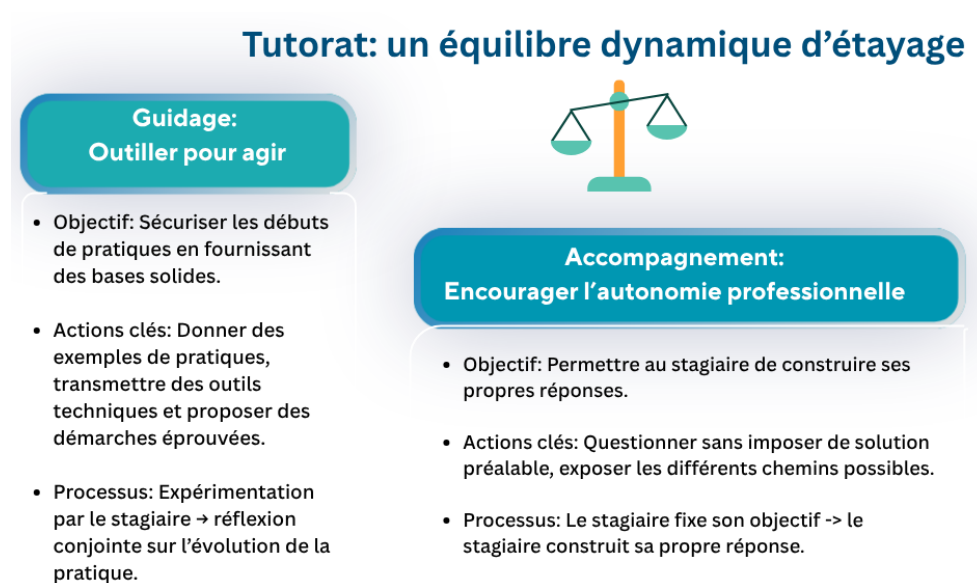 Tutorat: un équilibre dynamique d’étayage
Guidage:
Outiller pour agir
• Objectif: Sécuriser les débuts
de pratiques en fournissant
des bases solides.
• Actions clés: Donner des
exemples de pratiques,
transmettre des outils
techniques et proposer des
démarches éprouvées.
• Processus: Expérimentation
par le stagiaire → réflexion
conjointe sur l’évolution de la
pratique.
Accompagnement:
Encourager l’autonomie professionnelle
• Objectif: Permettre au stagiaire de construire ses
propres réponses.
• Actions clés: Questionner sans imposer de solution
préalable, exposer les différents chemins possibles.
• Processus: Le stagiaire fixe son objectif -> le
stagiaire construit sa propre réponse.